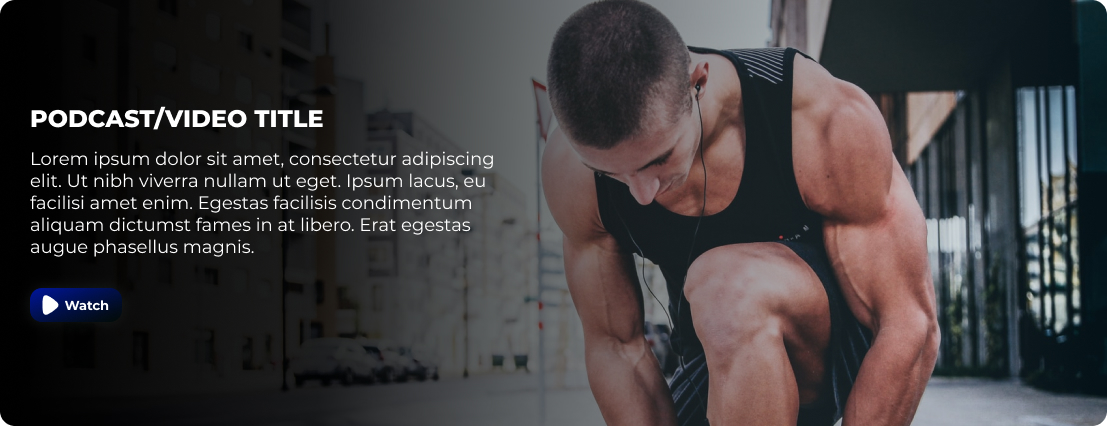 PODCAST/VIDEO TITLE
Lorem ipsum dolor sit amet, consectetur adipiscing
elit. Ut nibh viverra nullam ut eget. Ipsum lacus, eu
facilisi amet enim. Egestas facilisis condimentum
aliquam dictumst fames in at libero. Erat egestas
augue phasellus magnis.
Watch